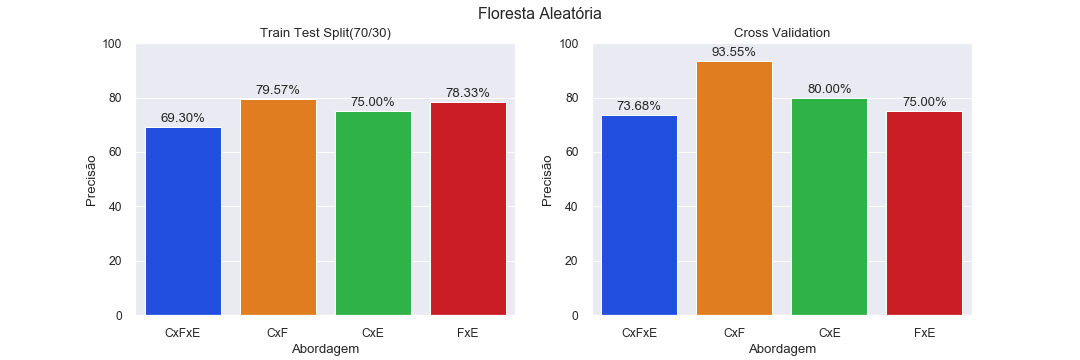 Floresta Aleatória
Train Test Split(70/30)
100
80
60
40
20
0
Precisão
69.30%
79.57%
75.00%
78.33%
CxFxE
CxF
CxE
FxE
Abordagem
Cross Validation
100
80
60
40
20
0
Precisão
73.68%
93.55%
80.00%
75.00%
CxFxE
CxF
CxE
FxE
Abordagem